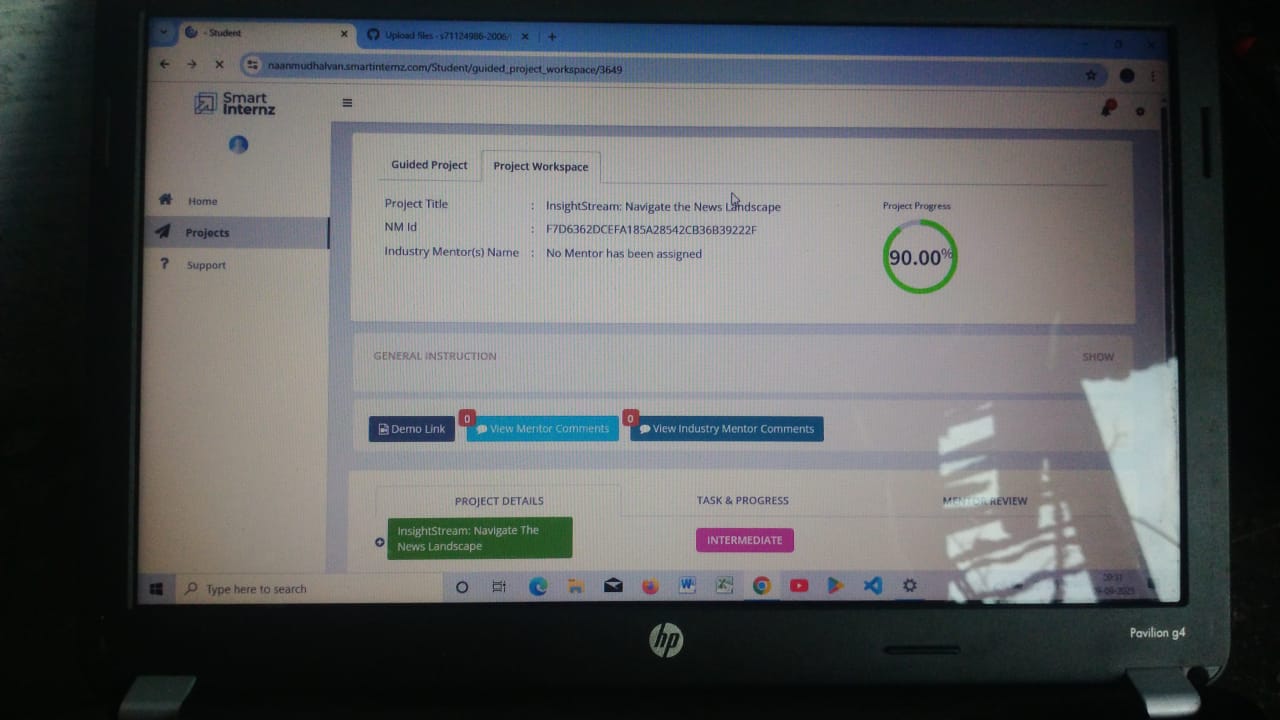 - Student
Upload files · s71124986-2006/
naanmudhalvan.smartinternz.com/Student/guided_project_workspace/3649
Smart
Internz
Home
Projects
Support
Guided Project
Project Workspace
Project Title : InsightStream: Navigate the News Landscape
NM Id : F7D6362DCEFA185A28542CB36B39222F
Industry Mentor(s) Name : No Mentor has been assigned
Project Progress
90.00%
GENERAL INSTRUCTION
SHOW
Demo Link
0
View Mentor Comments
0
View Industry Mentor Comments
PROJECT DETAILS
TASK & PROGRESS
MENTOR REVIEW
InsightStream: Navigate The
News Landscape
INTERMEDIATE
Type here to search
hp
Pavilion g4